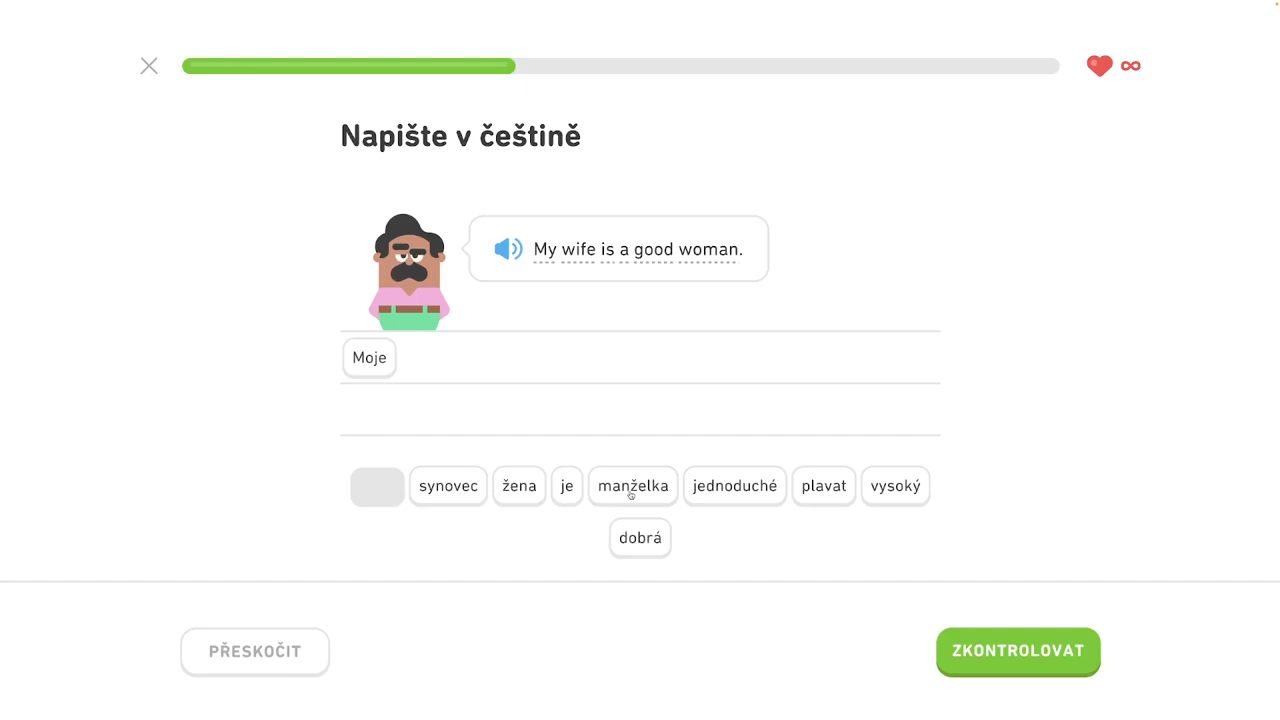 Napište v češtině
My wife is a good woman.
Moje
synovec žena je manželka jednoduché plavat vysoký
dobrá
PŘESKOČIT ZKONTROLOVAT